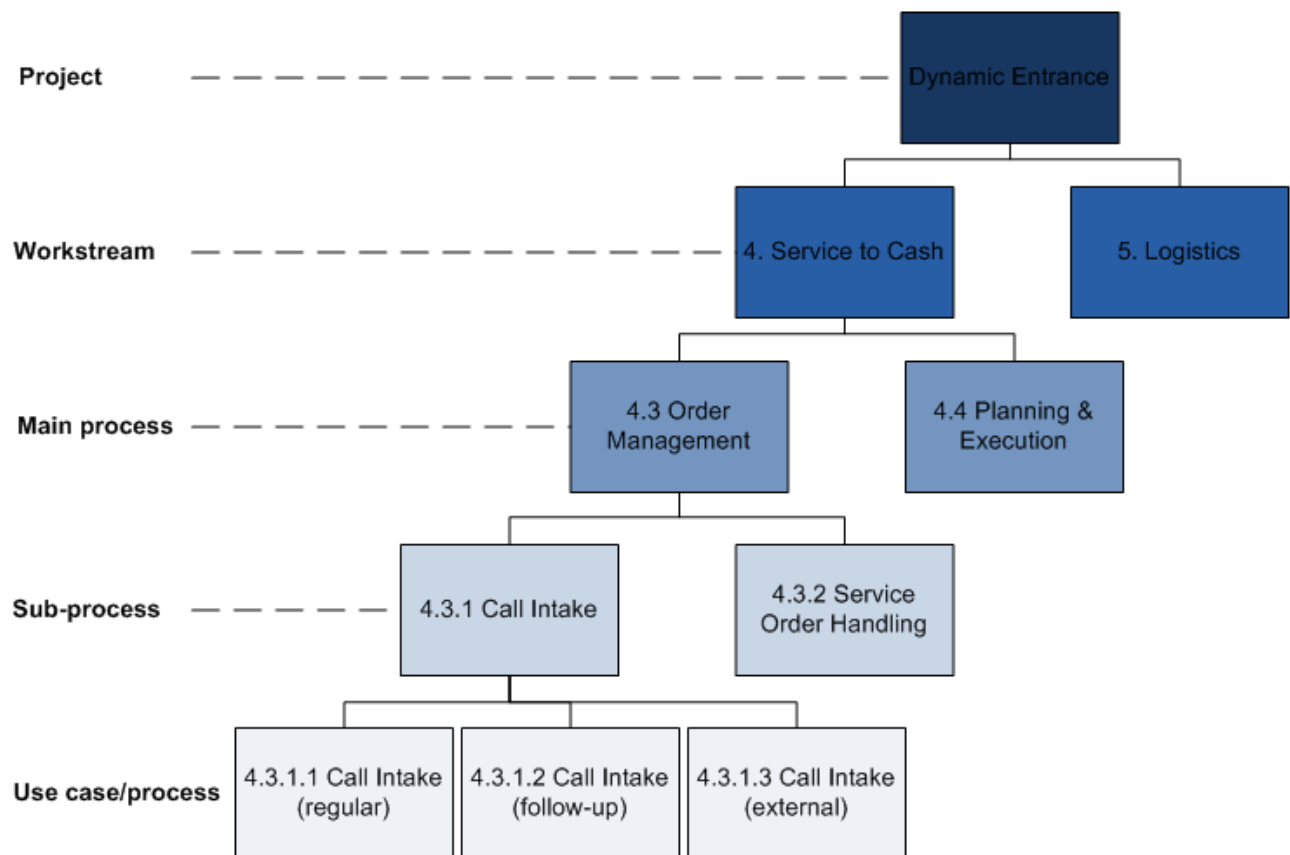 Project
Dynamic Entrance
Workstream
4. Service to Cash
5. Logistics
Main process
4.3 Order
Management
4.4 Planning &
Execution
Sub-process
4.3.1 Call Intake
4.3.2 Service
Order Handling
Use case/process
4.3.1.1 Call Intake
(regular)
4.3.1.2 Call Intake
(follow-up)
4.3.1.3 Call Intake
(external)